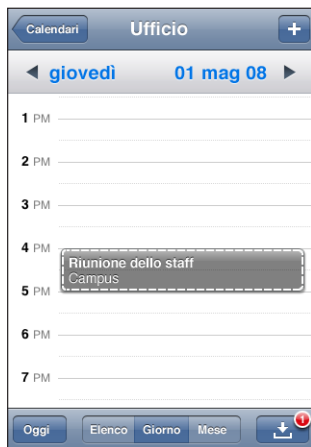 Calendari Ufficio +
giovedì 01 mag 08
1 PM
2 PM
3 PM
4 PM
Riunione dello staff
Campus
5 PM
6 PM
7 PM
Oggi Elenco Giorno Mese 1